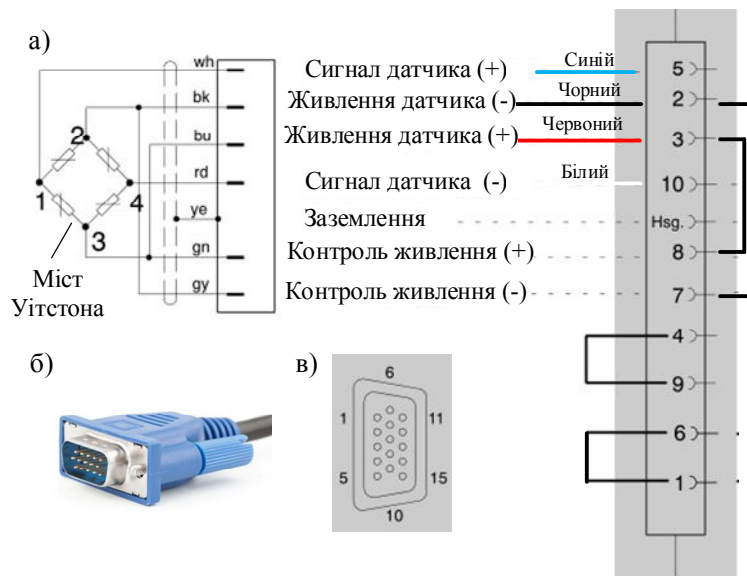 а)
wh
bk
bu
rd
ye
gn
gy
2
1
4
3
Міст
Уітстона
Сигнал датчика (+)
Синій
5
Живлення датчика (-)
Чорний
2
Живлення датчика (+)
Червоний
3
Сигнал датчика (-)
Білий
10
Заземлення
Hsg.
Контроль живлення (+)
8
Контроль живлення (-)
7
4
9
6
1
б)
в)
6
1
11
5
15
10